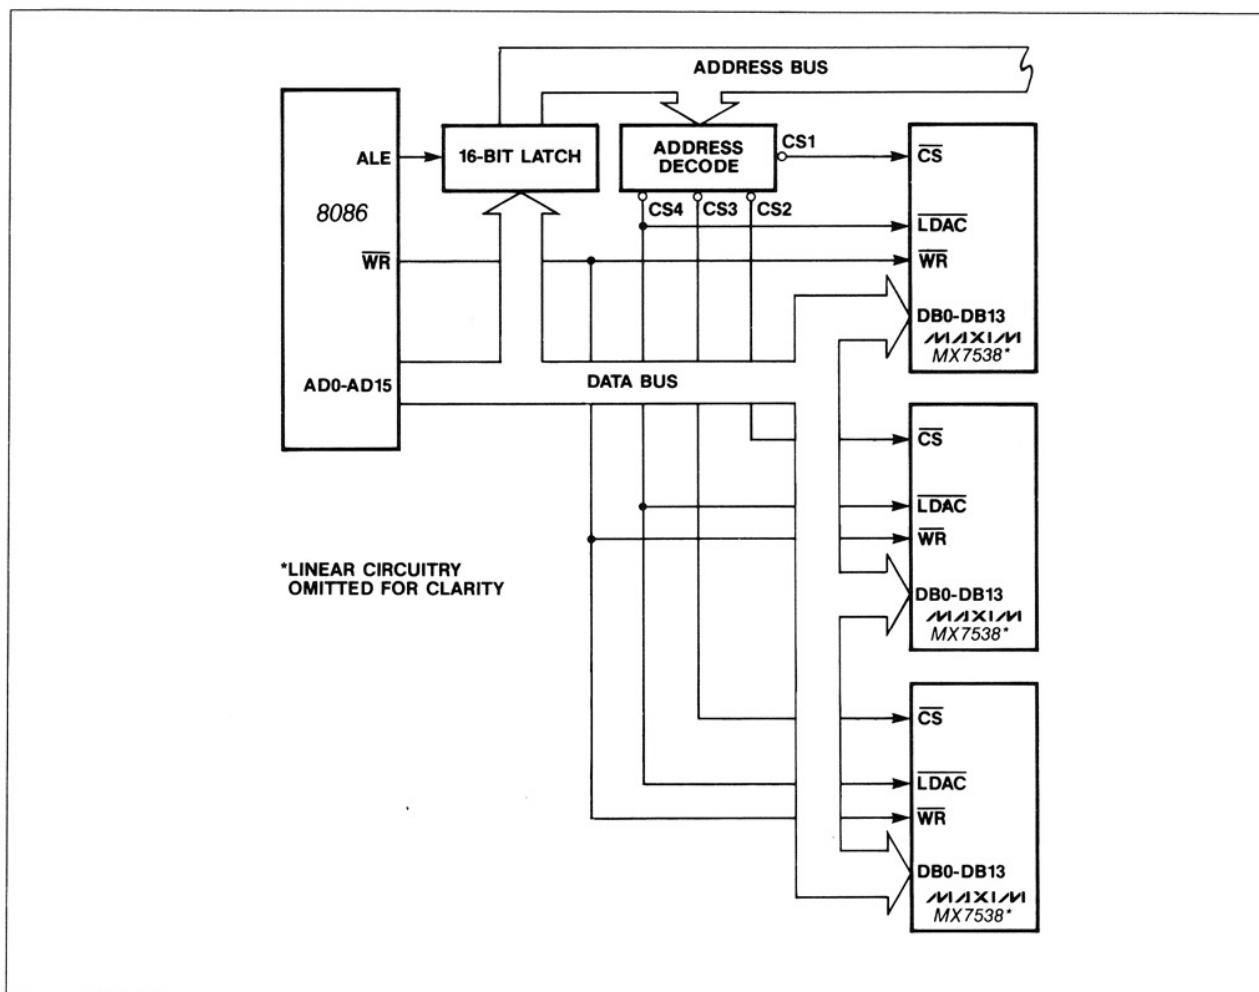 ADDRESS BUS
ALE
16-BIT LATCH
ADDRESS
DECODE
CS1
CS
8086
CS4
CS3
CS2
LDAC
WR
WR
DB0-DB13
MAXIM
MX7538*
AD0-AD15
DATA BUS
CS
LDAC
WR
*LINEAR CIRCUITRY
OMITTED FOR CLARITY
DB0-DB13
MAXIM
MX7538*
CS
LDAC
WR
DB0-DB13
MAXIM
MX7538*